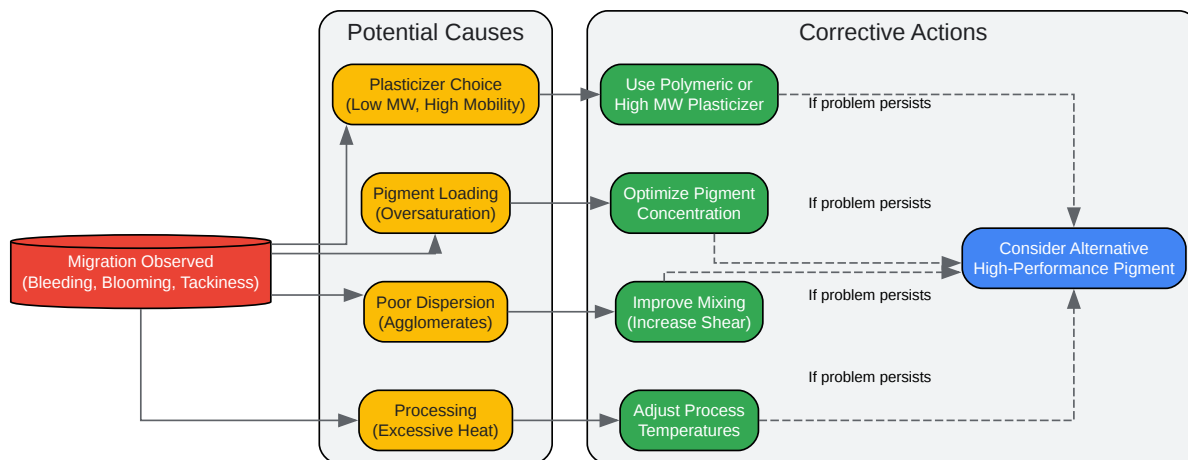 Potential Causes
Corrective Actions
Plasticizer Choice
(Low MW, High Mobility)
Use Polymeric or
High MW Plasticizer
If problem persists
Pigment Loading
(Oversaturation)
Optimize Pigment
Concentration
If problem persists
Migration Observed
(Bleeding, Blooming, Tackiness)
Consider Alternative
High-Performance Pigment
Poor Dispersion
(Agglomerates)
Improve Mixing
(Increase Shear)
If problem persists
Processing
(Excessive Heat)
Adjust Process
Temperatures
If problem persists